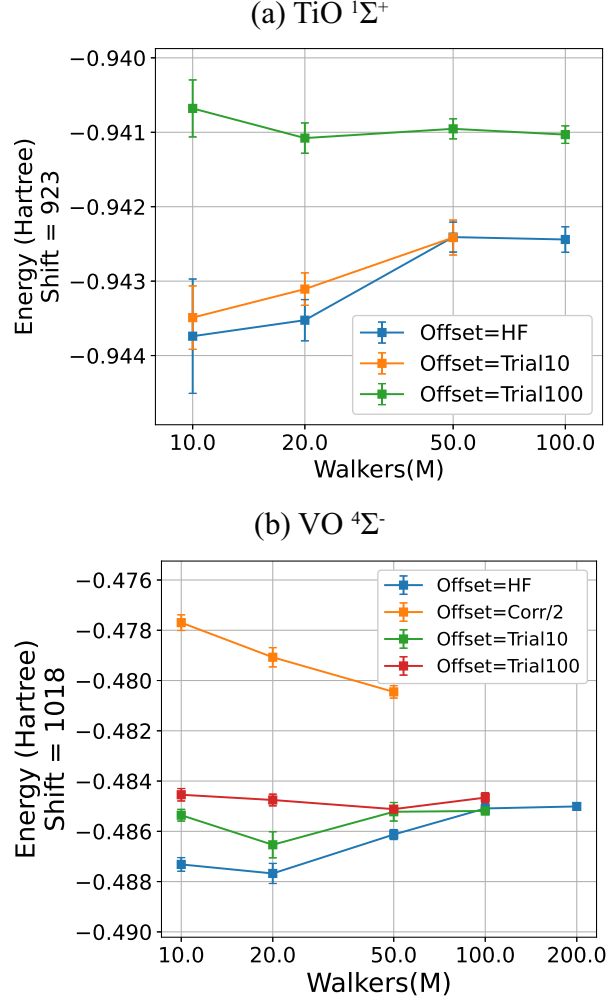 (a) TiO ¹Σ⁺
−0.940
−0.941
−0.942
−0.943
−0.944
Energy (Hartree)
Shift = 923
Offset=HF
Offset=Trial10
Offset=Trial100
10.0 20.0 50.0 100.0
Walkers(M)
(b) VO ⁴Σ⁻
−0.476
−0.478
−0.480
−0.482
−0.484
−0.486
−0.488
−0.490
Energy (Hartree)
Shift = 1018
Offset=HF
Offset=Corr/2
Offset=Trial10
Offset=Trial100
10.0 20.0 50.0 100.0 200.0
Walkers(M)